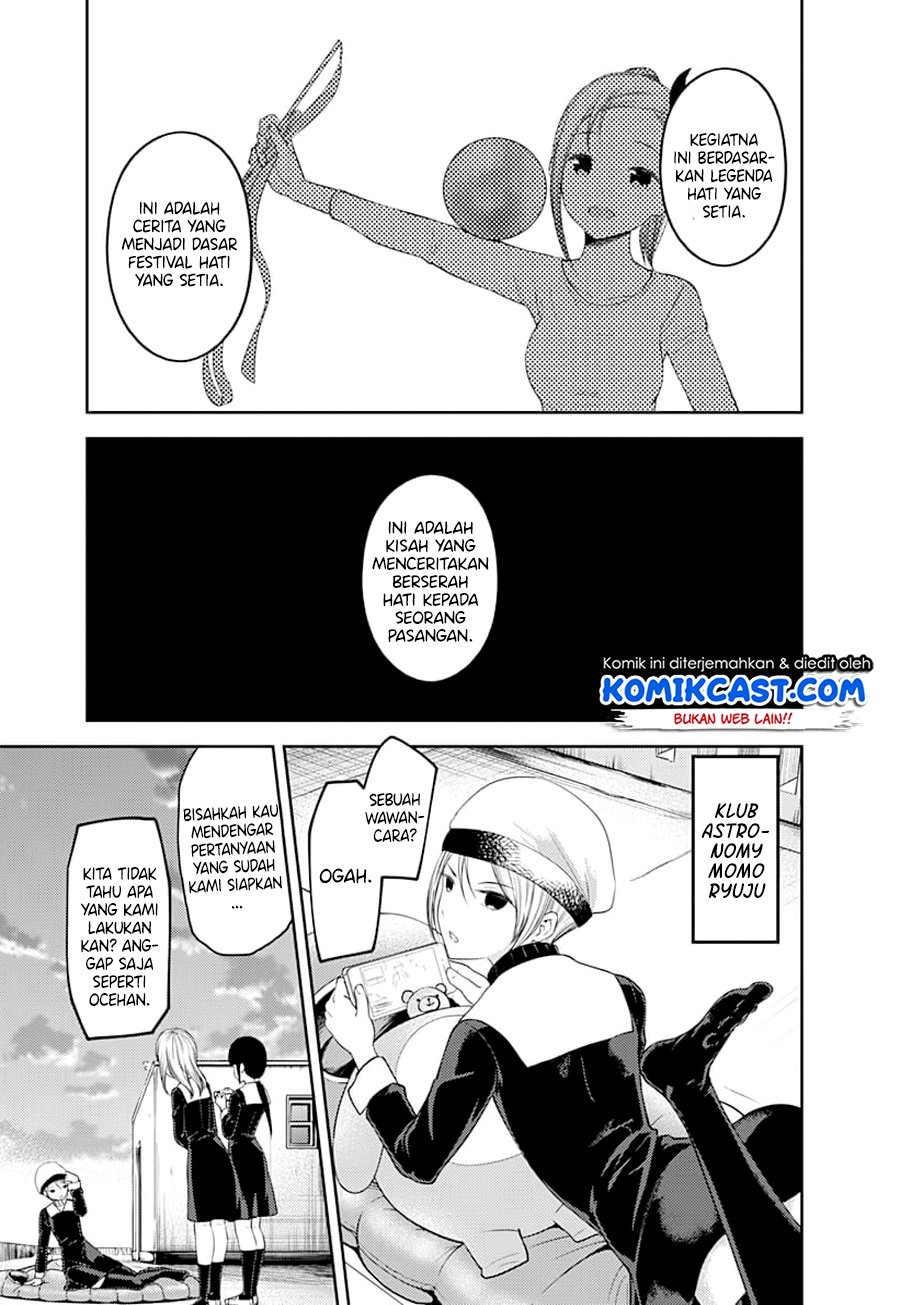 KEGIATNA
INI BERDASAR-
KAN LEGENDA
HATI YANG
SETIA.
INI ADALAH
CERITA YANG
MENJADI DASAR
FESTIVAL HATI
YANG SETIA.
INI ADALAH
KISAH YANG
MENCERITAKAN
BERSERAH
HATI KEPADA
SEORANG
PASANGAN.
Komik ini diterjemahkan & diedit oleh
KOMIKCAST.COM
BUKAN WEB LAIN!!
KLUB
ASTRO-
NOMY
MOMO
RYUJU
SEBUAH
WAWAN-
CARA?
OGAH.
BISAHKAH KAU
MENDENGAR
PERTANYAAN
YANG SUDAH
KAMI SIAPKAN
...
KITA TIDAK
TAHU APA
YANG KAMI
LAKUKAN
KAN? ANG-
GAP SAJA
SEPERTI
OCEHAN.